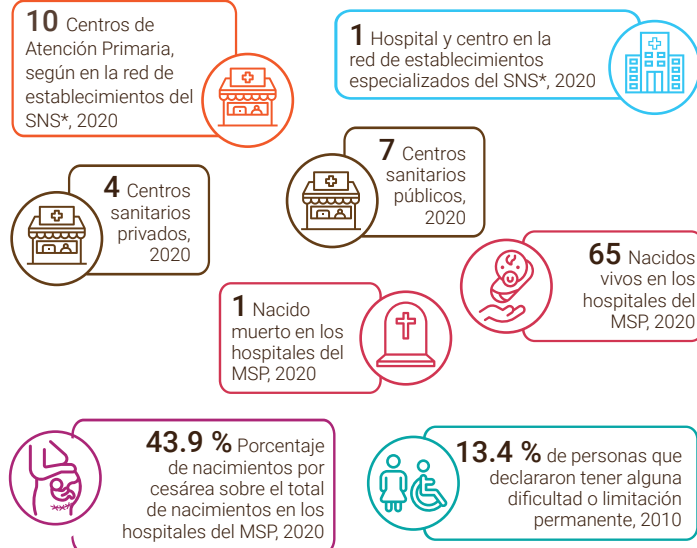 10 Centros de
Atención Primaria,
según en la red de
establecimientos del
SNS*, 2020
1 Hospital y centro en la
red de establecimientos
especializados del SNS*, 2020
4 Centros
sanitarios
privados,
2020
7 Centros
sanitarios
públicos,
2020
1 Nacido
muerto en los
hospitales del
MSP, 2020
65 Nacidos
vivos en los
hospitales del
MSP, 2020
43.9 % Porcentaje
de nacimientos por
cesárea sobre el total
de nacimientos en los
hospitales del MSP, 2020
13.4 % de personas que
declararon tener alguna
dificultad o limitación
permanente, 2010